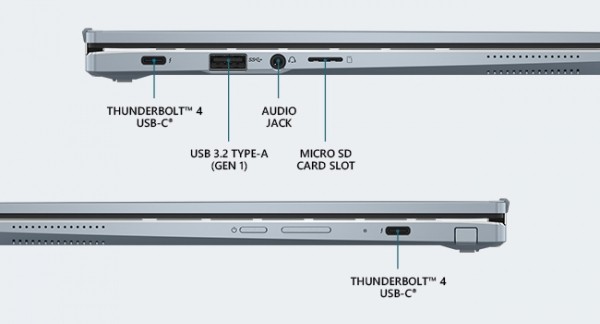 THUNDERBOLT™ 4
USB-C®
USB 3.2 TYPE-A
(GEN 1)
AUDIO
JACK
MICRO SD
CARD SLOT
THUNDERBOLT™ 4
USB-C®